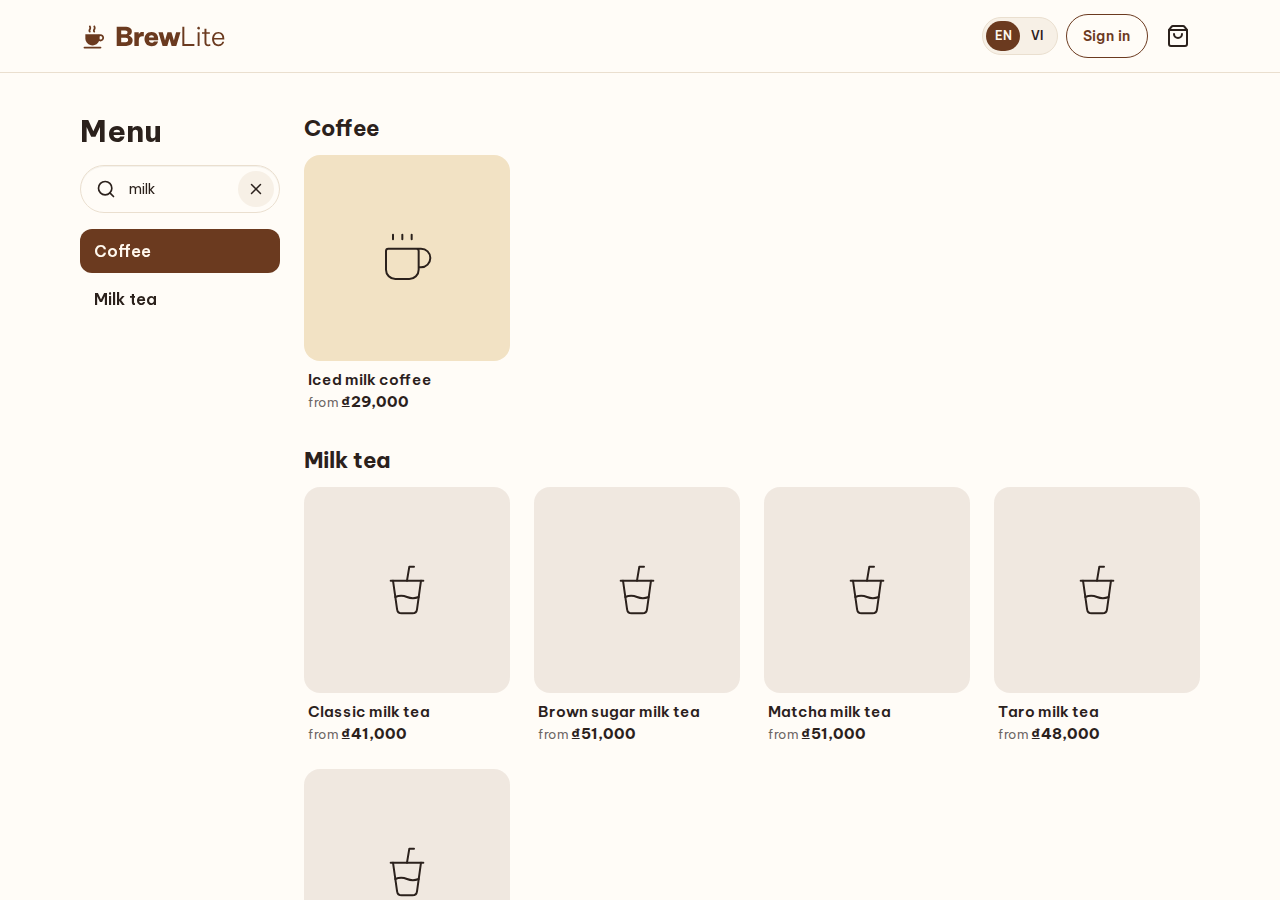 BrewLite
EN VI Sign in
Menu
milk
Coffee
Milk tea
Coffee
Iced milk coffee
from ₫29,000
Milk tea
Classic milk tea
from ₫41,000
Brown sugar milk tea
from ₫51,000
Matcha milk tea
from ₫51,000
Taro milk tea
from ₫48,000